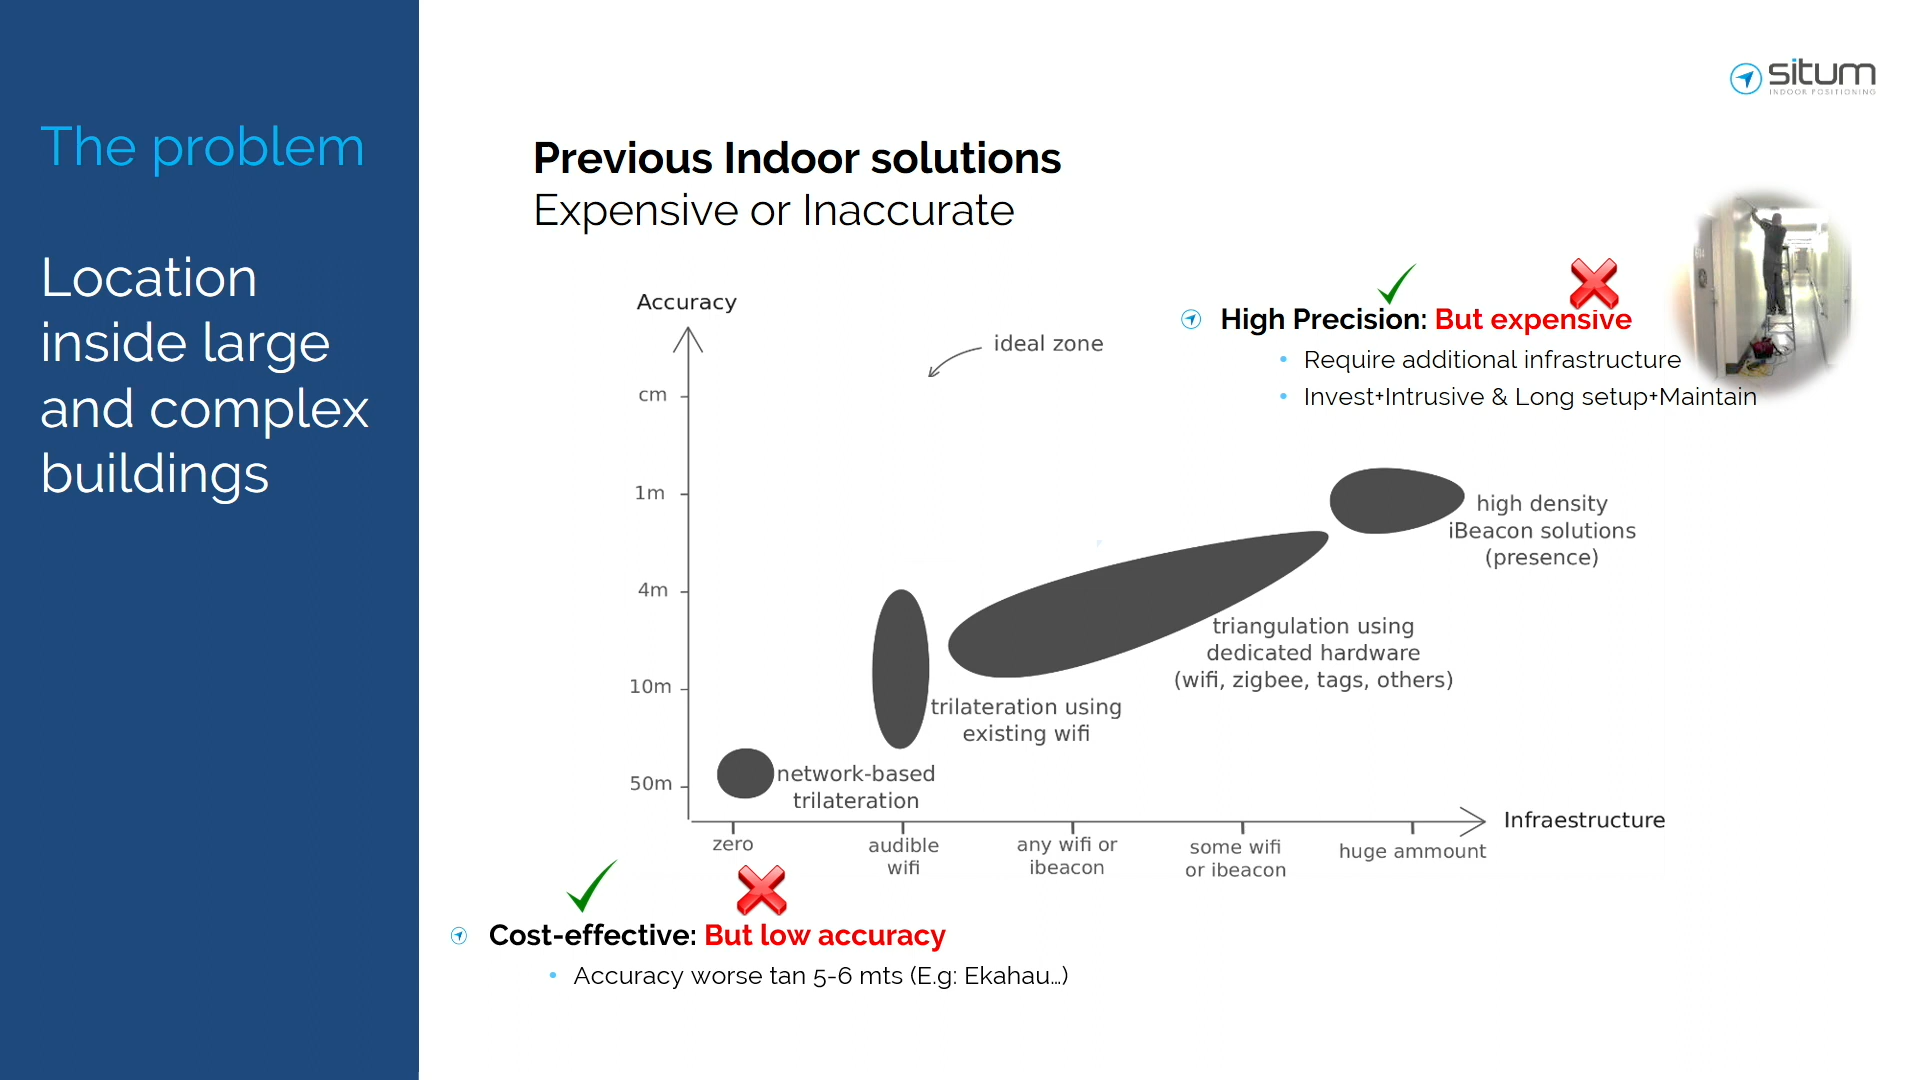 situm
INDOOR POSITIONING
The problem
Location
inside large
and complex
buildings
Previous Indoor solutions
Expensive or Inaccurate
High Precision: But expensive
Require additional infrastructure
Invest+Intrusive & Long setup+Maintain
Accuracy
ideal zone
cm
1m
4m
10m
50m
high density
iBeacon solutions
(presence)
triangulation using
dedicated hardware
(wifi, zigbee, tags, others)
trilateration using
existing wifi
network-based
trilateration
Infraestructure
zero
audible
wifi
any wifi or
ibeacon
some wifi
or ibeacon
huge ammount
Cost-effective: But low accuracy
Accuracy worse tan 5-6 mts (E.g: Ekahau...)